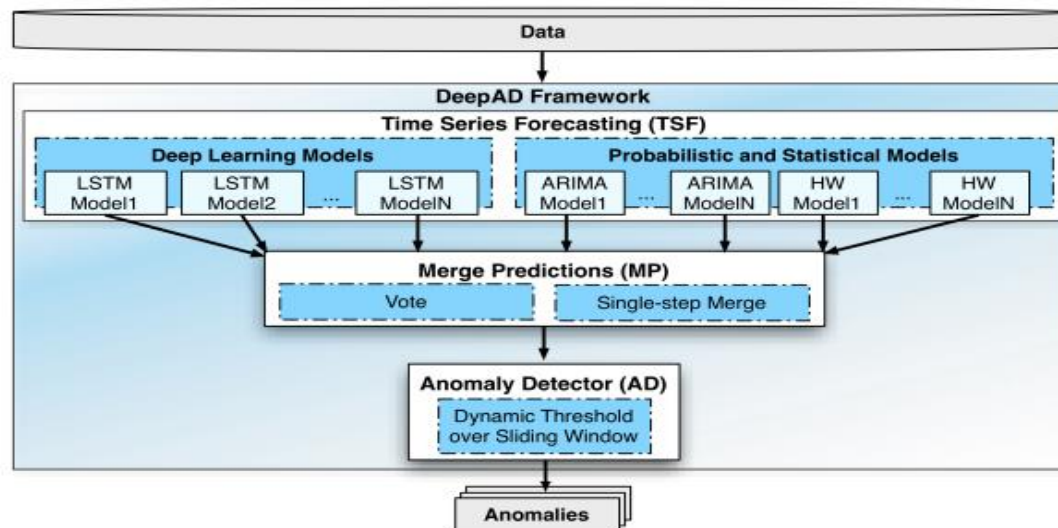 Data
DeepAD Framework
Time Series Forecasting (TSF)
Deep Learning Models
Probabilistic and Statistical Models
LSTM
Model1
LSTM
Model2
...
LSTM
ModelN
ARIMA
Model1
...
ARIMA
ModelN
HW
Model1
...
HW
ModelN
Merge Predictions (MP)
Vote
Single-step Merge
Anomaly Detector (AD)
Dynamic Threshold
over Sliding Window
Anomalies